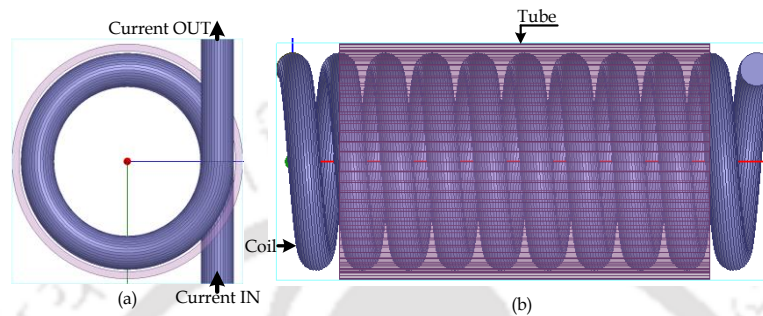 Current OUT
Tube
Coil
Current IN
(a)
(b)